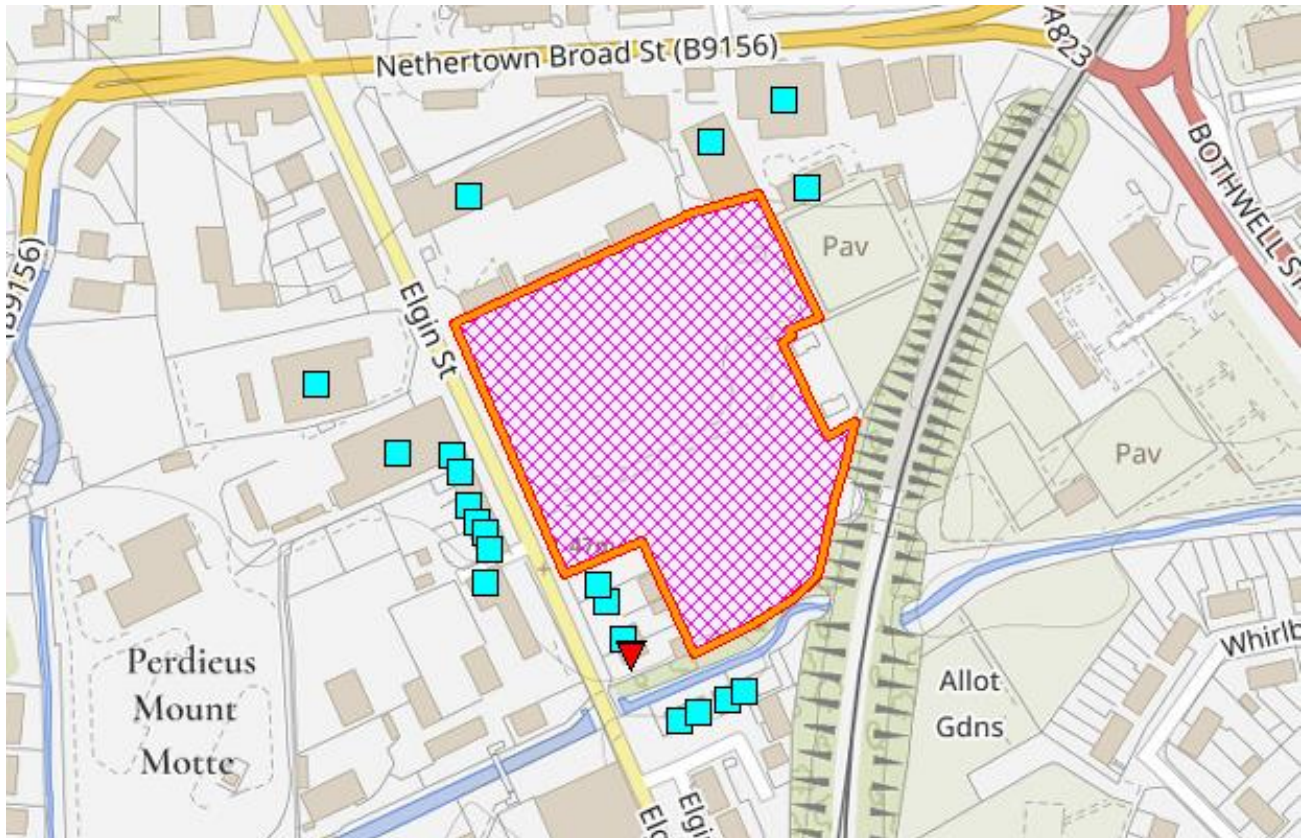 Nethertown Broad St (B9156)
A823
BOTHWELL ST
(B9156)
Elgin St
Pav
Pav
Perdieus
Mount
Motte
Allot
Gdns
Whirlb
Elgin